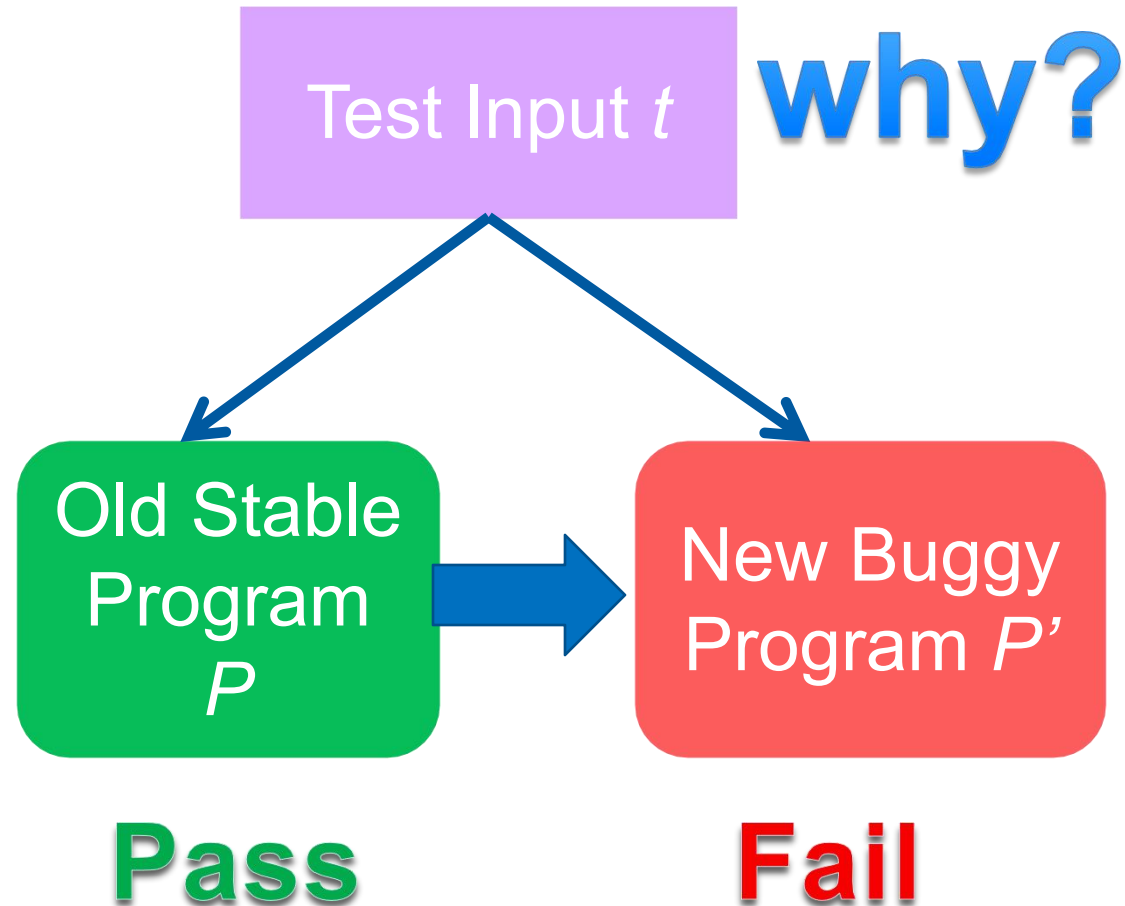 Test Input t
why?
Old Stable
Program
P
New Buggy
Program P’
Pass
Fail